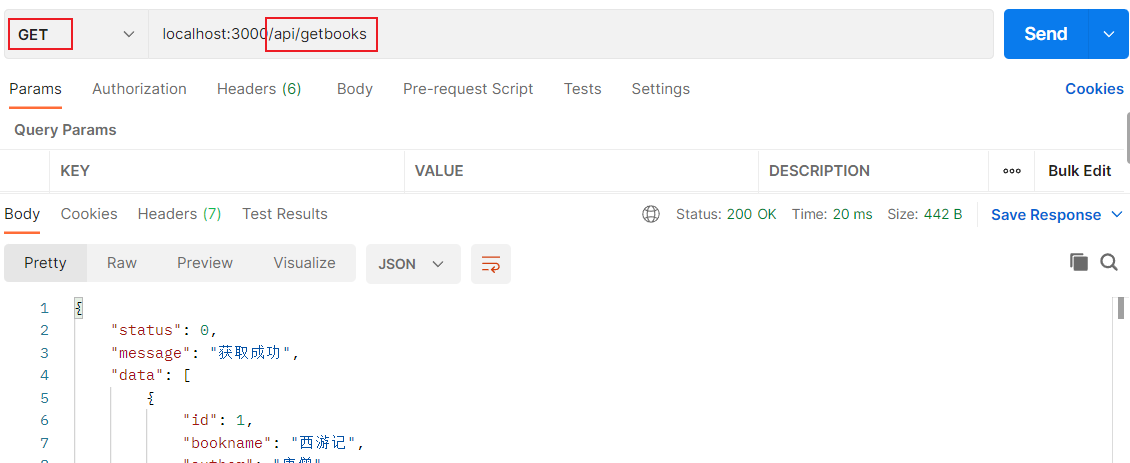 GET localhost:3000/api/getbooks Send
Params Authorization Headers (6) Body Pre-request Script Tests Settings Cookies
Query Params
KEY VALUE DESCRIPTION Bulk Edit
Body Cookies Headers (7) Test Results Status: 200 OK Time: 20 ms Size: 442 B Save Response
Pretty Raw Preview Visualize JSON
1 {
2 "status": 0,
3 "message": "获取成功",
4 "data": [
5 {
6 "id": 1,
7 "bookname": "西游记",